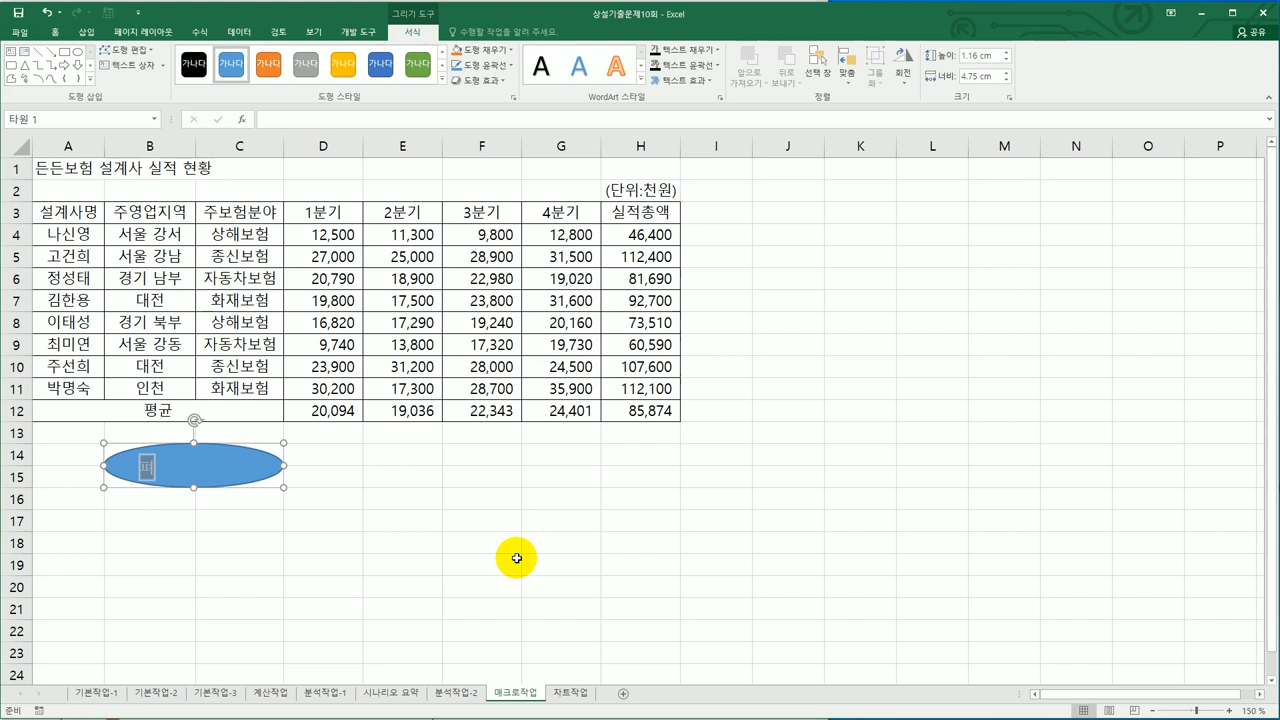 그리기 도구
상설기출문제10회 - Excel
파일 홈 삽입 페이지 레이아웃 수식 데이터 검토 보기 개발 도구 서식 수행할 작업을 알려 주세요. 공유
도형 편집 도형 채우기 텍스트 채우기 높이: 1.16 cm
텍스트 상자 가나다 가나다 가나다 가나다 가나다 가나다 가나다 도형 윤곽선 A A A 텍스트 윤곽선 앞으로 가져오기 뒤로 보내기 선택 창 맞춤 그룹화 회전 너비: 4.75 cm
도형 효과 텍스트 효과
도형 삽입 도형 스타일 WordArt 스타일 정렬 크기
타원 1 fx
A B C D E F G H I J K L M N O P
1 든든보험 설계사 실적 현황
2 (단위:천원)
3 설계사명 주영업지역 주보험분야 1분기 2분기 3분기 4분기 실적총액
4 나신영 서울 강서 상해보험 12,500 11,300 9,800 12,800 46,400
5 고건희 서울 강남 종신보험 27,000 25,000 28,900 31,500 112,400
6 정성태 경기 남부 자동차보험 20,790 18,900 22,980 19,020 81,690
7 김한용 대전 화재보험 19,800 17,500 23,800 31,600 92,700
8 이태성 경기 북부 상해보험 16,820 17,290 19,240 20,160 73,510
9 최미연 서울 강동 자동차보험 9,740 13,800 17,320 19,730 60,590
10 주선희 대전 종신보험 23,900 31,200 28,000 24,500 107,600
11 박명숙 인천 화재보험 30,200 17,300 28,700 35,900 112,100
12 평균 20,094 19,036 22,343 24,401 85,874
13
14
15
16
17
18
19
20
21
22
23
24
기본작업-1 기본작업-2 기본작업-3 계산작업 분석작업-1 시나리오 요약 분석작업-2 매크로작업 차트작업
준비 150 %